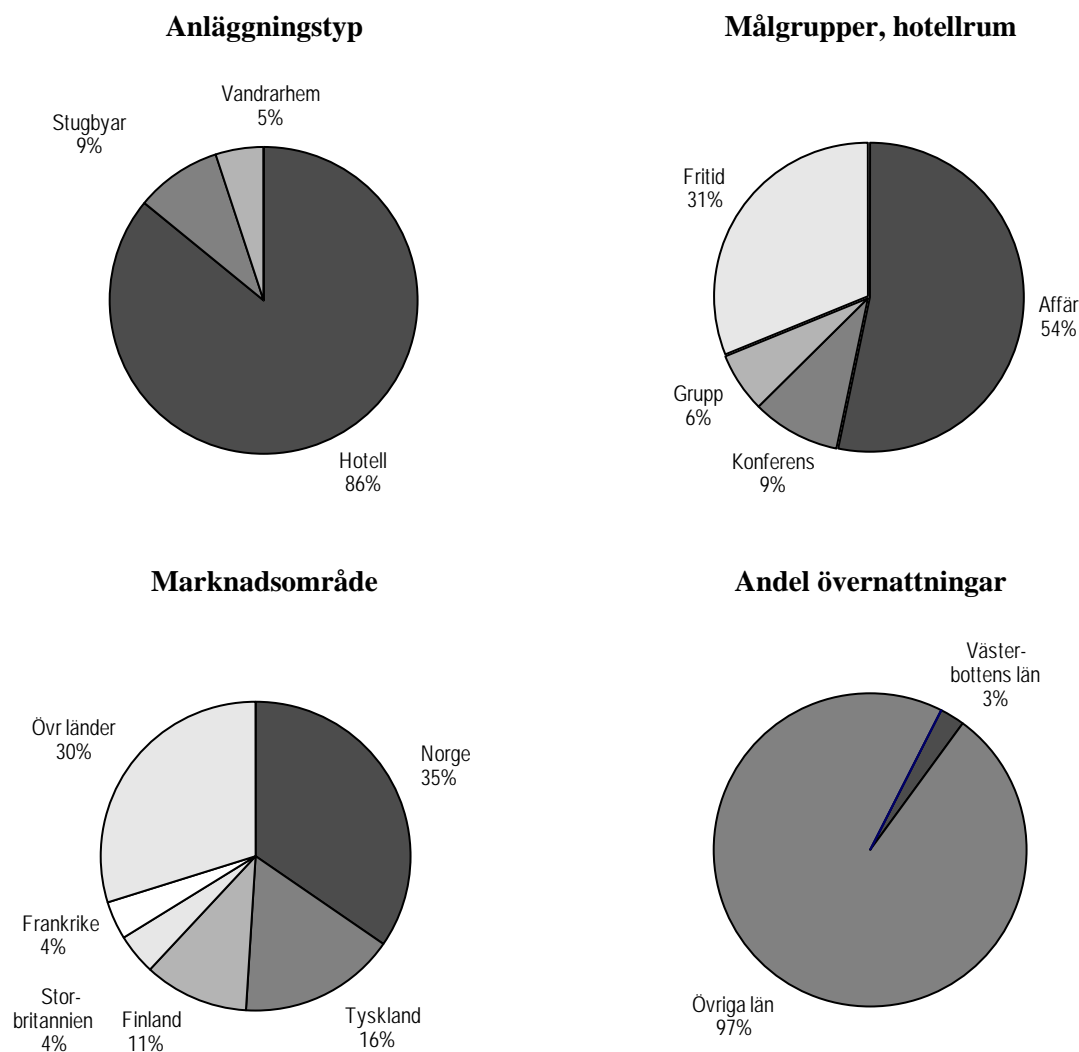 Anläggningstyp
Vandrarhem
5%
Stugbyar
9%
Hotell
86%
Målgrupper, hotellrum
Fritid
31%
Affär
54%
Grupp
6%
Konferens
9%
Marknadsområde
Övr länder
30%
Norge
35%
Frankrike
4%
Stor-
britannien
4%
Finland
11%
Tyskland
16%
Andel övernattningar
Väster-
bottens län
3%
Övriga län
97%